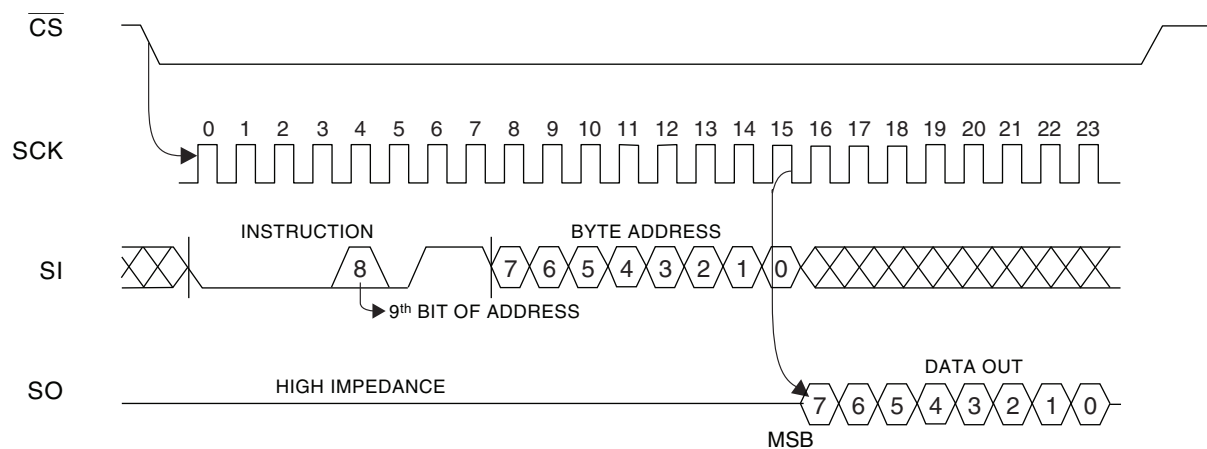 CS
SCK
0 1 2 3 4 5 6 7 8 9 10 11 12 13 14 15 16 17 18 19 20 21 22 23
INSTRUCTION
BYTE ADDRESS
SI
8
7 6 5 4 3 2 1 0
9th BIT OF ADDRESS
DATA OUT
SO
HIGH IMPEDANCE
7 6 5 4 3 2 1 0
MSB